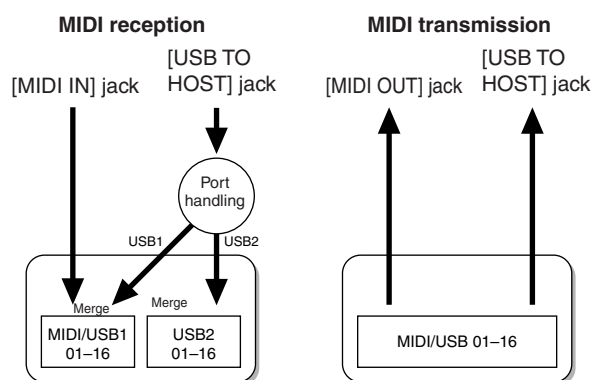 MIDI reception
[MIDI IN] jack
[USB TO
HOST] jack
Port
handling
USB1
USB2
Merge
Merge
MIDI/USB1
01–16
USB2
01–16
MIDI transmission
[MIDI OUT] jack
[USB TO
HOST] jack
MIDI/USB 01–16